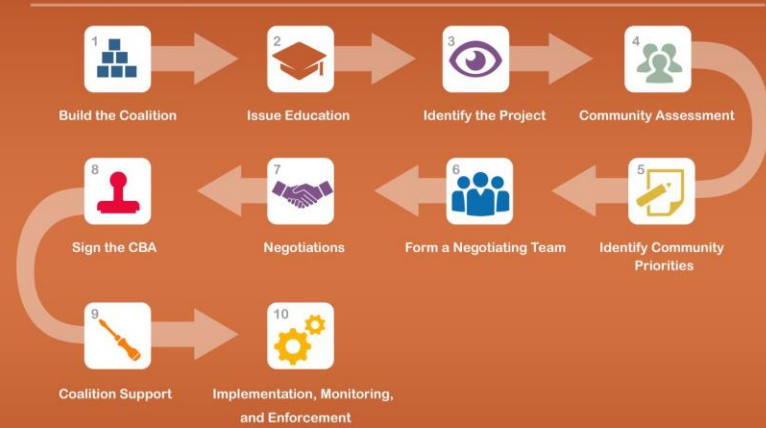 1
Build the Coalition
2
Issue Education
3
Identify the Project
4
Community Assessment
5
Identify Community
Priorities
6
Form a Negotiating Team
7
Negotiations
8
Sign the CBA
9
Coalition Support
10
Implementation, Monitoring,
and Enforcement